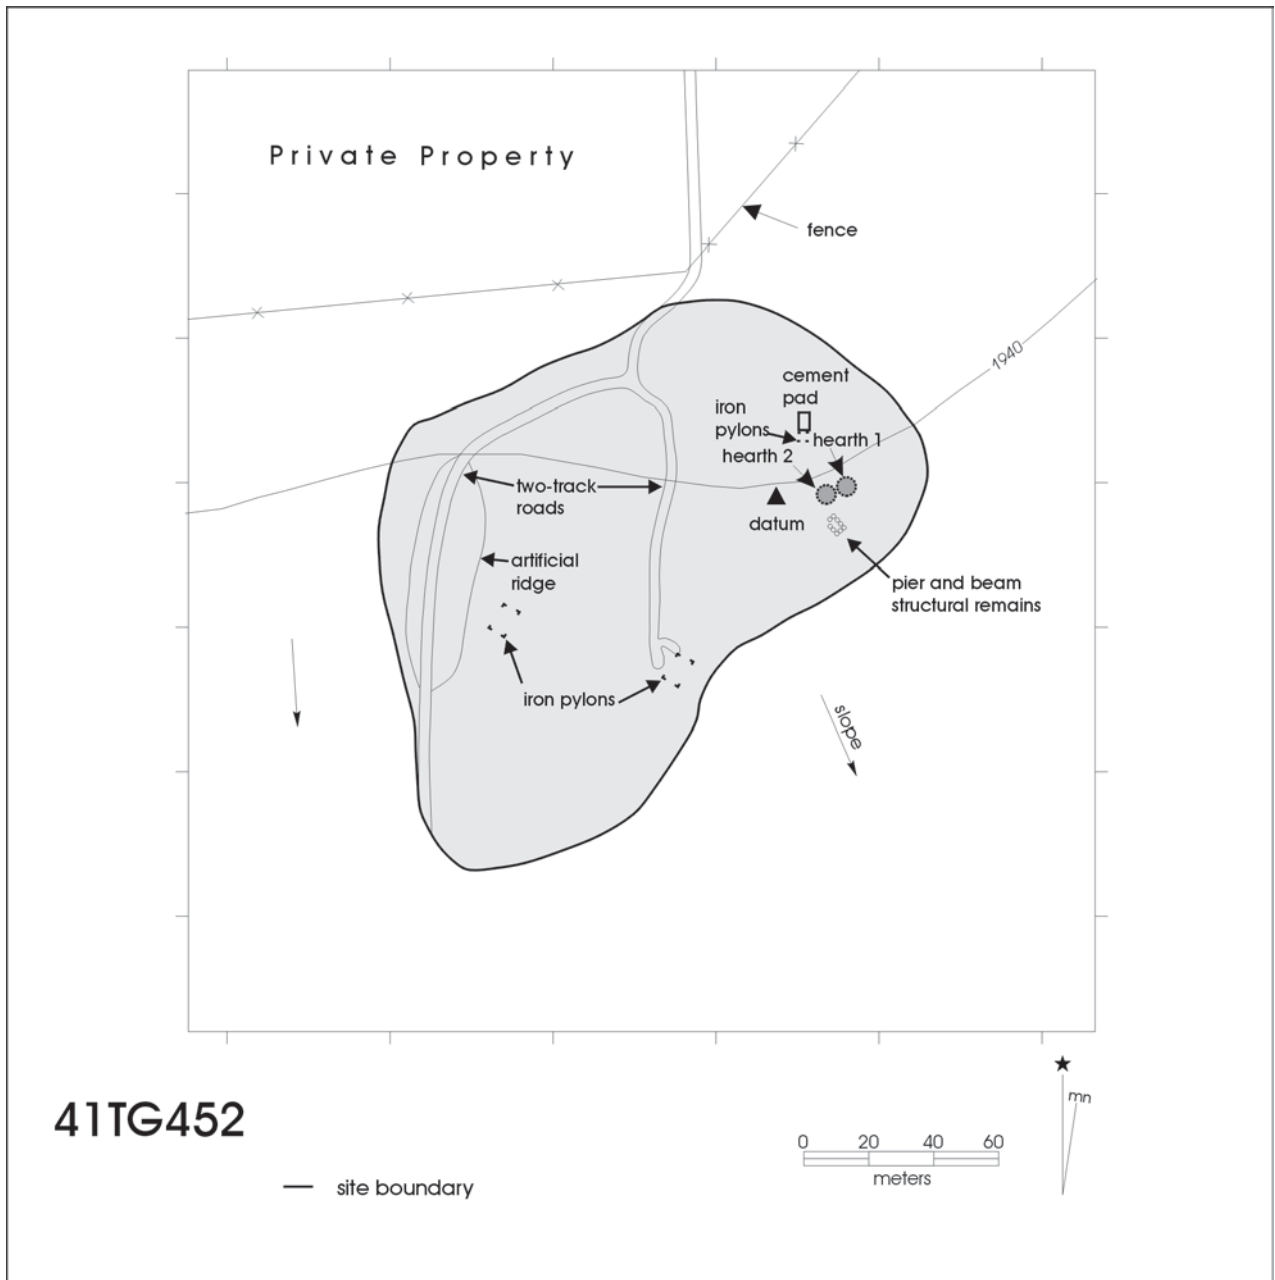 Private Property
fence
1940
cement
pad
iron
pylons
hearth 1
hearth 2
two-track
roads
datum
artificial
ridge
pier and beam
structural remains
iron pylons
slope
mn
41TG452
0 20 40 60
meters
site boundary